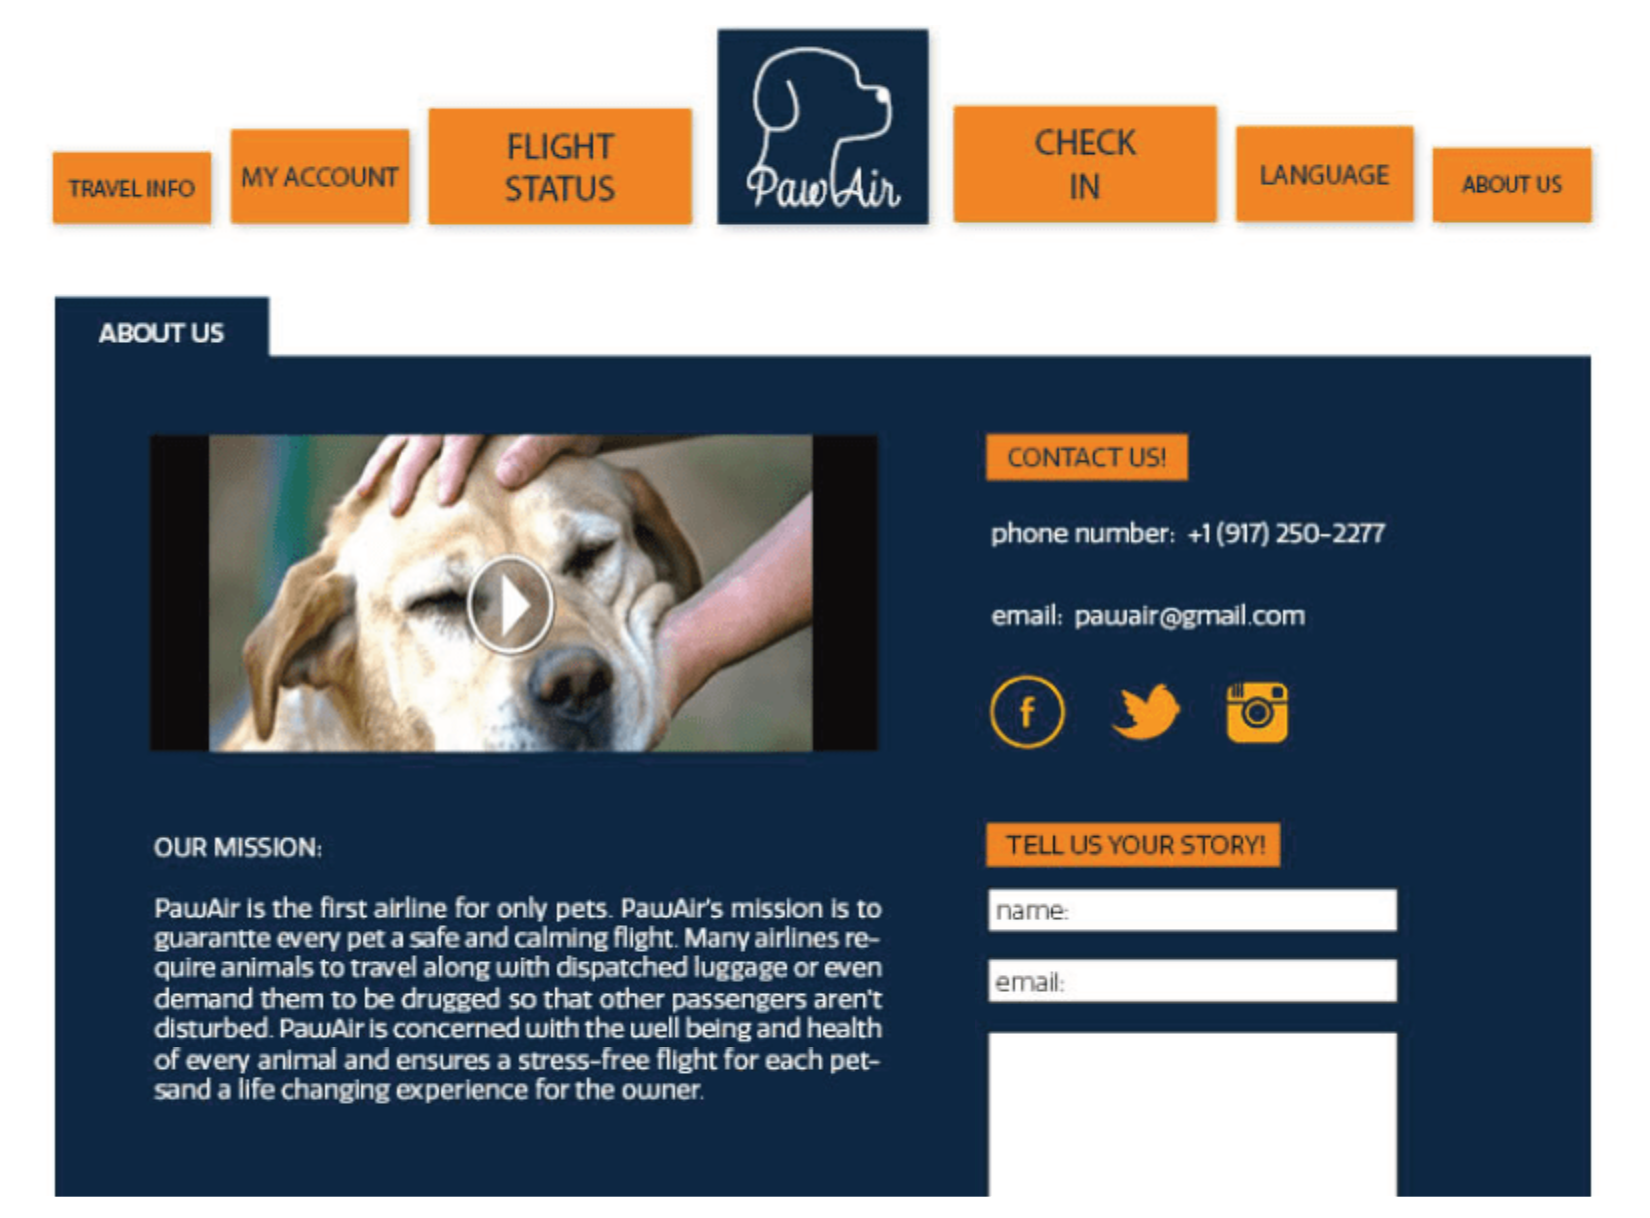 TRAVEL INFO
MY ACCOUNT
FLIGHT
STATUS
PawAir
CHECK
IN
LANGUAGE
ABOUT US
ABOUT US
CONTACT US!
phone number: +1 (917) 250-2277
email: pawair@gmail.com
f
OUR MISSION:
PawAir is the first airline for only pets. PawAir's mission is to
guarantte every pet a safe and calming flight. Many airlines re-
quire animals to travel along with dispatched luggage or even
demand them to be drugged so that other passengers aren't
disturbed. PawAir is concerned with the well being and health
of every animal and ensures a stress-free flight for each pet-
sand a life changing experience for the owner.
TELL US YOUR STORY!
name:
email: